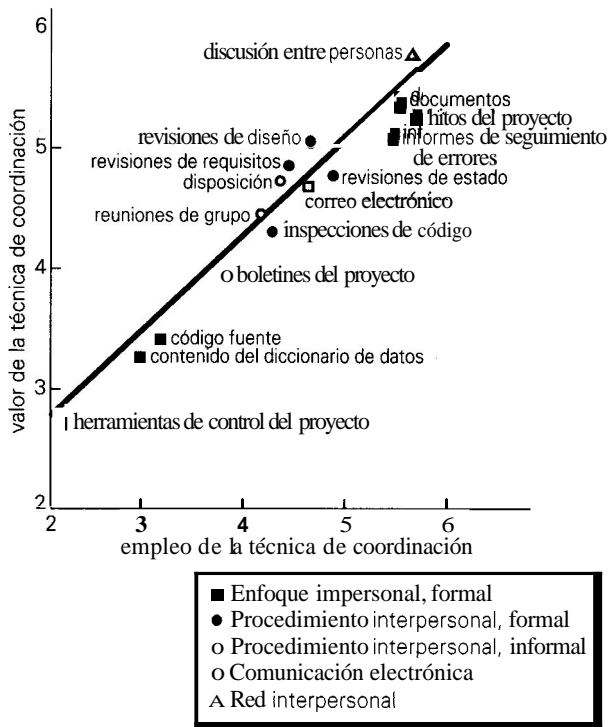 6
discusión entre personas
documentos
hitos del proyecto
revisiones de diseño
informes de seguimiento
de errores
5
revisiones de requisitos
revisiones de estado
disposición
correo electrónico
reuniones de grupo
inspecciones de código
4
boletines del proyecto
código fuente
contenido del diccionario de datos
3
herramientas de control del proyecto
2
valor de la técnica de coordinación
2 3 4 5 6
empleo de la técnica de coordinación
■ Enfoque impersonal, formal
● Procedimiento interpersonal, formal
o Procedimiento interpersonal, informal
o Comunicación electrónica
△ Red interpersonal